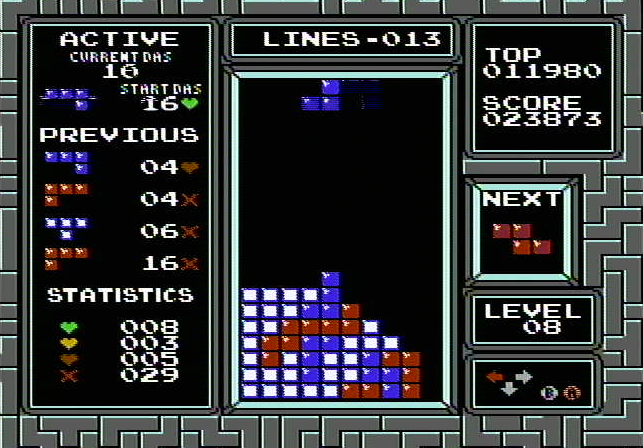 ACTIVE
CURRENT DAS
10
START DAS
16
PREVIOUS
04
04
06
16
STATISTICS
008
003
005
029
LINES-013
TOP
011980
SCORE
023873
NEXT
LEVEL
08
B A